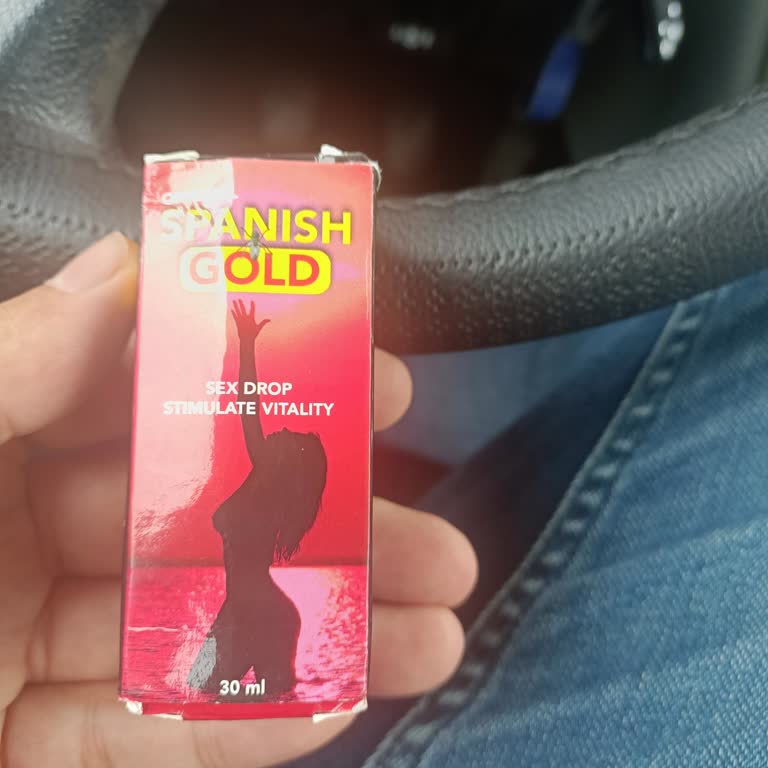 SPANISH
GOLD
SEX DROP
STIMULATE VITALITY
30 ml